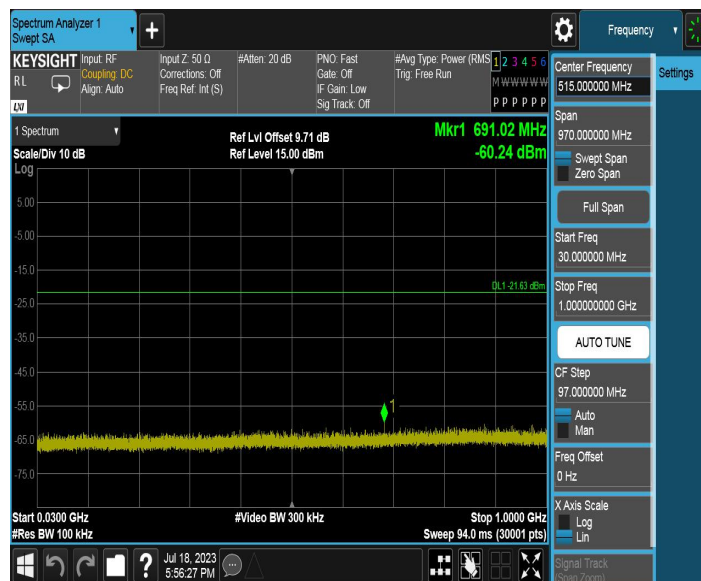 Spectrum Analyzer 1
Swept SA
+
Frequency
KEYSIGHT
RL
LXI
Input: RF
Coupling: DC
Align: Auto
Input Z: 50 Ω
Corrections: Off
Freq Ref: Int (S)
#Atten: 20 dB
PNO: Fast
Gate: Off
IF Gain: Low
Sig Track: Off
#Avg Type: Power (RMS
Trig: Free Run
1 2 3 4 5 6
M W W W W W
P P P P P P
Center Frequency
515.000000 MHz
Settings
Span
970.000000 MHz
Swept Span
Zero Span
Full Span
Start Freq
30.000000 MHz
Stop Freq
1.000000000 GHz
AUTO TUNE
CF Step
97.000000 MHz
Auto
Man
Freq Offset
0 Hz
X Axis Scale
Log
Lin
Signal Track
(Span Zoom)
1 Spectrum
Scale/Div 10 dB
Ref Lvl Offset 9.71 dB
Ref Level 15.00 dBm
Mkr1 691.02 MHz
-60.24 dBm
Log
5.00
-5.00
-15.0
DL1 -21.63 dBm
-25.0
-35.0
-45.0
-55.0
1
-65.0
-75.0
Start 0.0300 GHz
#Video BW 300 kHz
Stop 1.0000 GHz
#Res BW 100 kHz
Sweep 94.0 ms (30001 pts)
?
Jul 18, 2023
5:56:27 PM